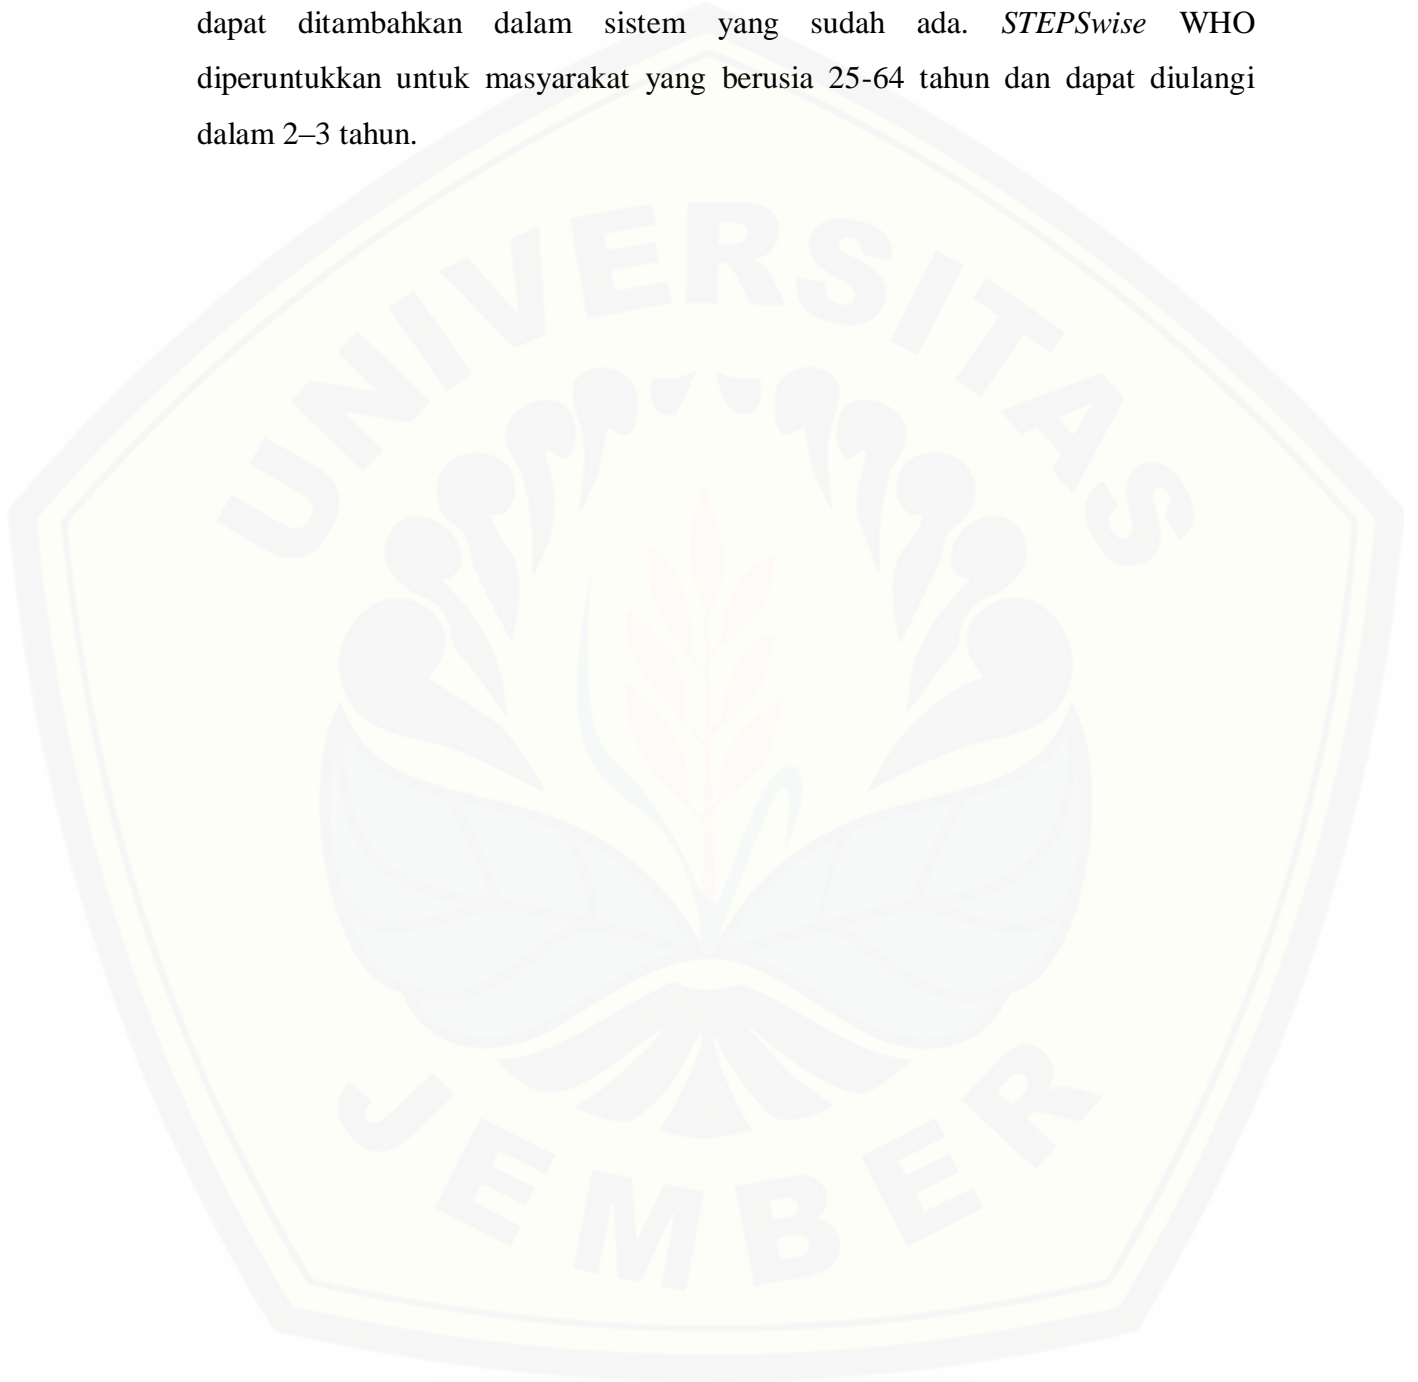 dapat ditambahkan dalam sistem yang sudah ada. STEPSwise WHO
diperuntukkan untuk masyarakat yang berusia 25-64 tahun dan dapat diulangi
dalam 2–3 tahun.
UNIVERSITAS
JEMBER